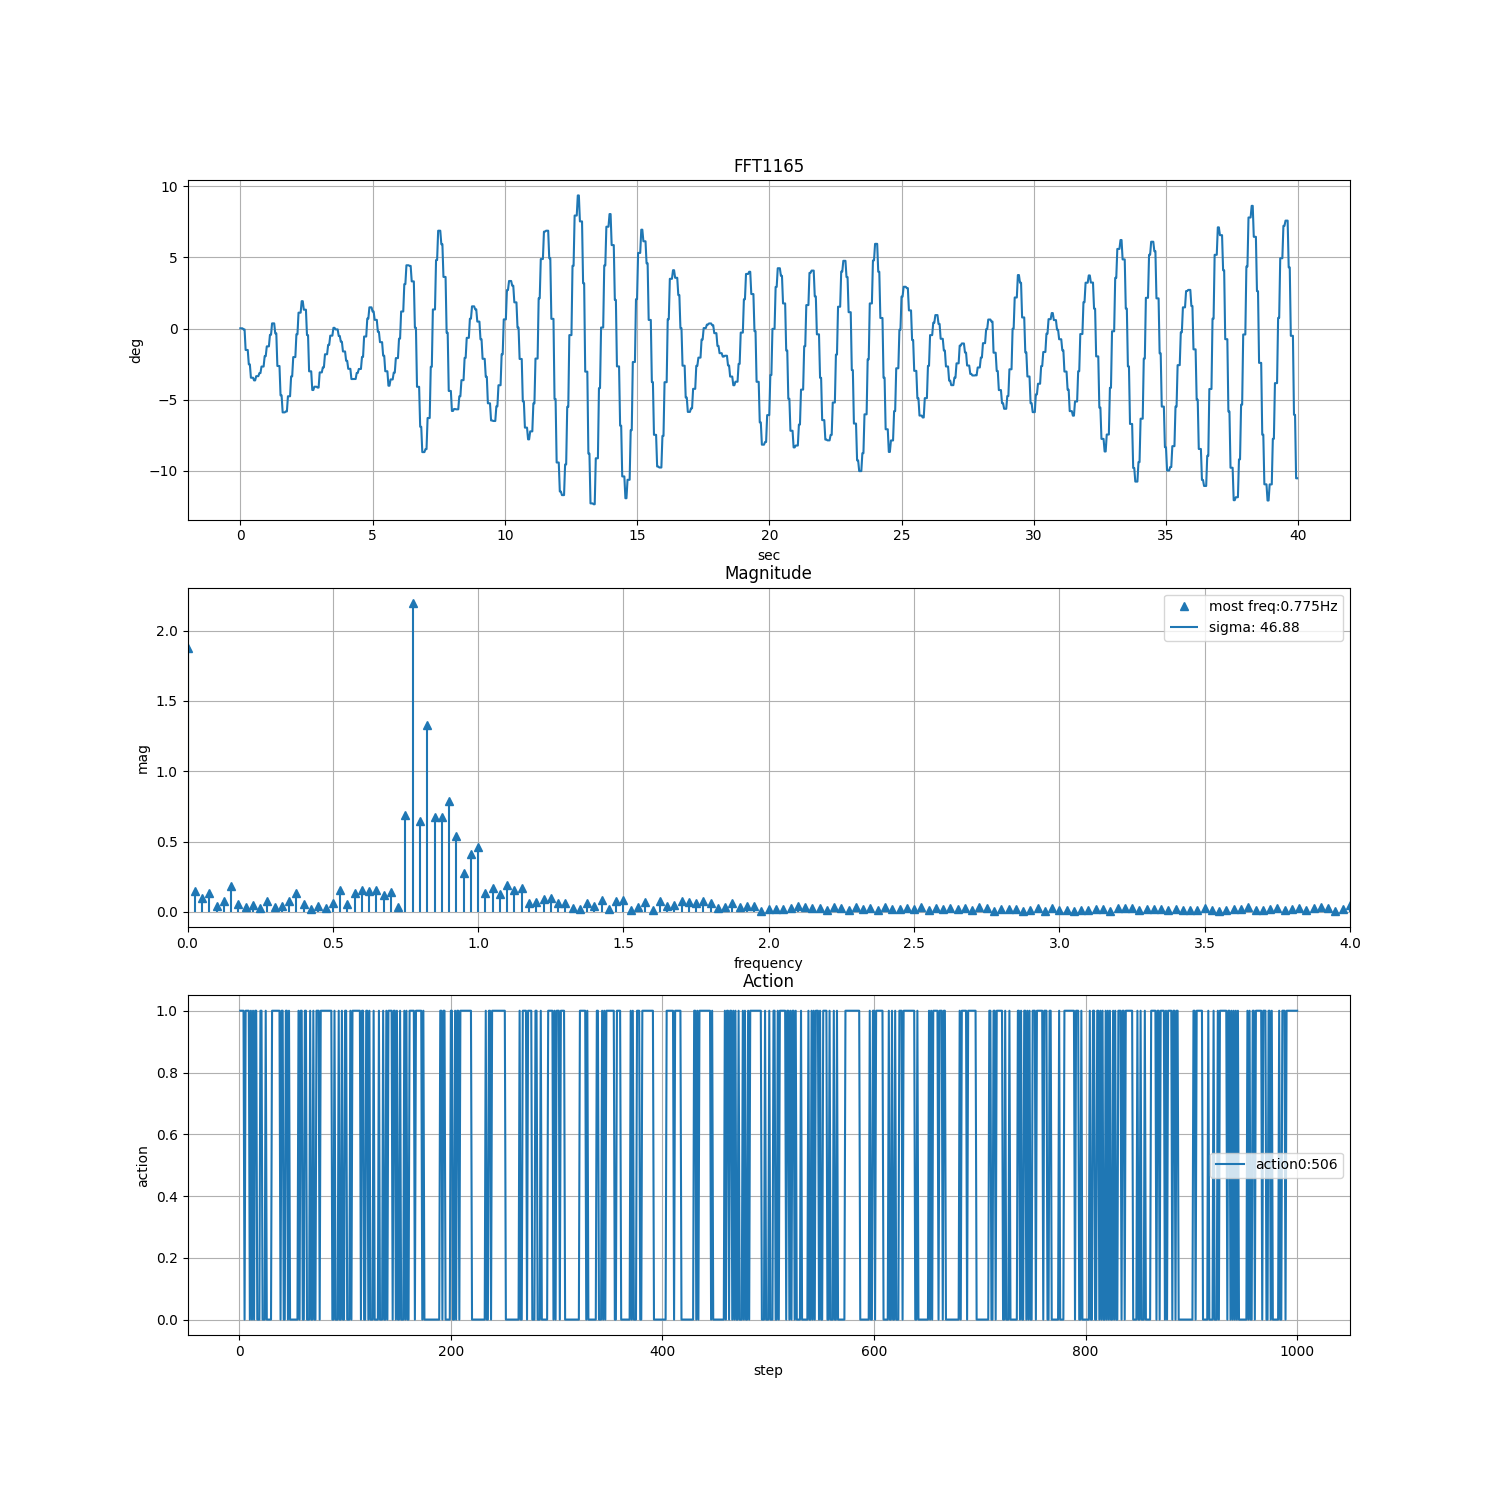 FFT1165
10
5
0
−5
−10
deg
0 5 10 15 20 25 30 35 40
sec
Magnitude
most freq:0.775Hz
sigma: 46.88
2.0
1.5
1.0
0.5
0.0
mag
0.0 0.5 1.0 1.5 2.0 2.5 3.0 3.5 4.0
frequency
Action
1.0
0.8
0.6
0.4
0.2
0.0
action
action0:506
0 200 400 600 800 1000
step